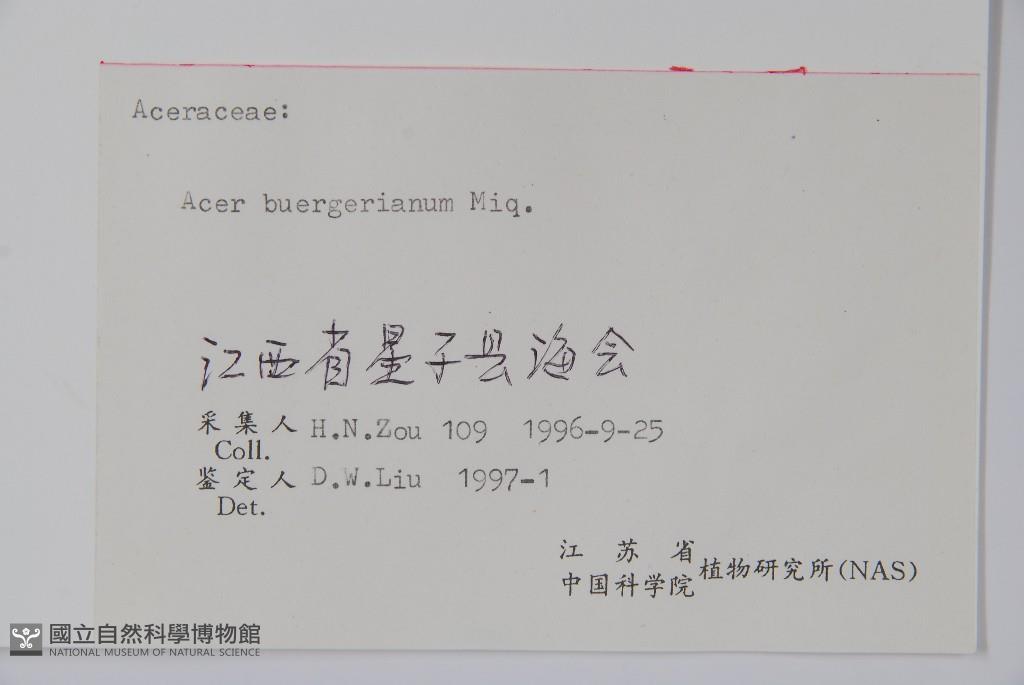 Aceraceae:
Acer buergerianum Miq.
江西省星子县海会
采集人 H.N.Zou 109 1996-9-25
Coll.
鉴定人 D.W.Liu 1997-1
Det.
江苏省
中国科学院植物研究所(NAS)
國立自然科學博物館
NATIONAL MUSEUM OF NATURAL SCIENCE